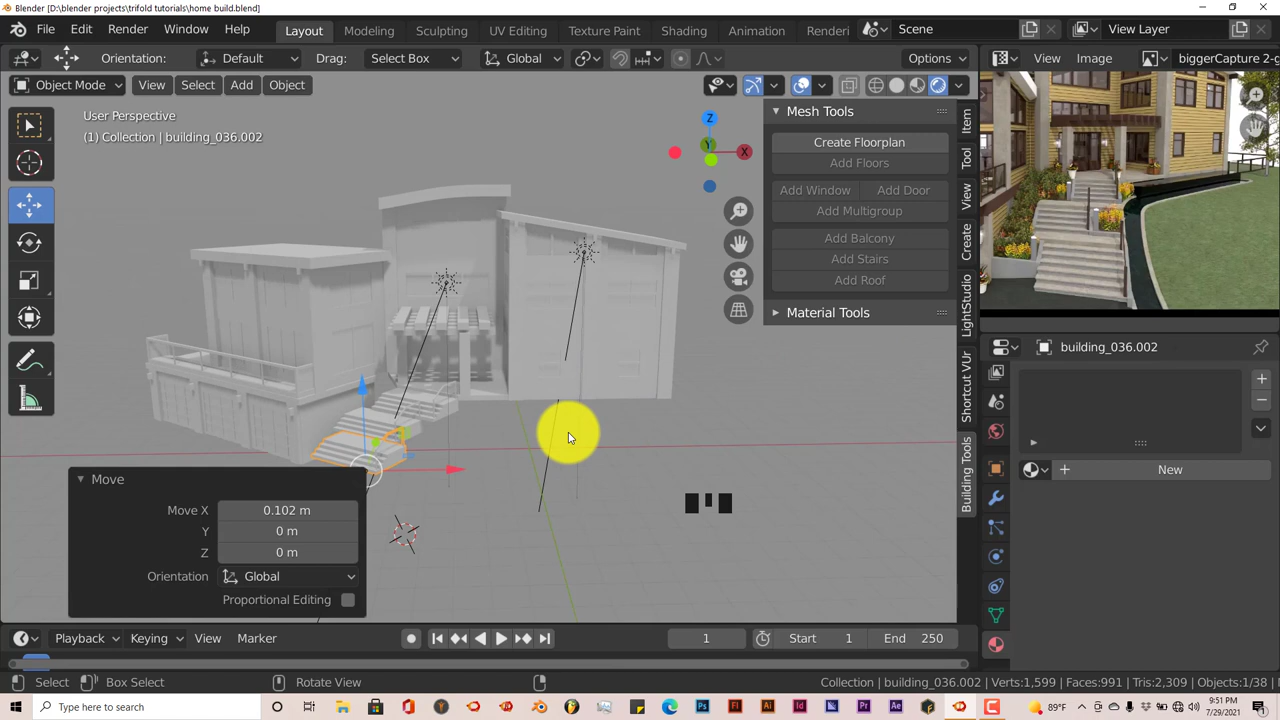 Blender [D:\blender projects\trifold tutorials\home build.blend]
File Edit Render Window Help Layout Modeling Sculpting UV Editing Texture Paint Shading Animation Renderi Scene View Layer
Orientation: Default Drag: Select Box Global Options View Image biggerCapture 2-g
Object Mode View Select Add Object
User Perspective
(1) Collection | building_036.002
Z
Y
X
Mesh Tools
Create Floorplan
Add Floors
Add Window Add Door
Add Multigroup
Add Balcony
Add Stairs
Add Roof
Material Tools
Item
Tool
View
Create
LightStudio
Shortcut VUr
Building Tools
building_036.002
New
Move
Move X 0.102 m
Y 0 m
Z 0 m
Orientation Global
Proportional Editing
Playback Keying View Marker 1 Start 1 End 250
Select Box Select Rotate View Collection | building_036.002 | Verts:1,599 | Faces:991 | Tris:2,309 | Objects:1/38 | M
Type here to search 89°F 9:51 PM
7/29/2021